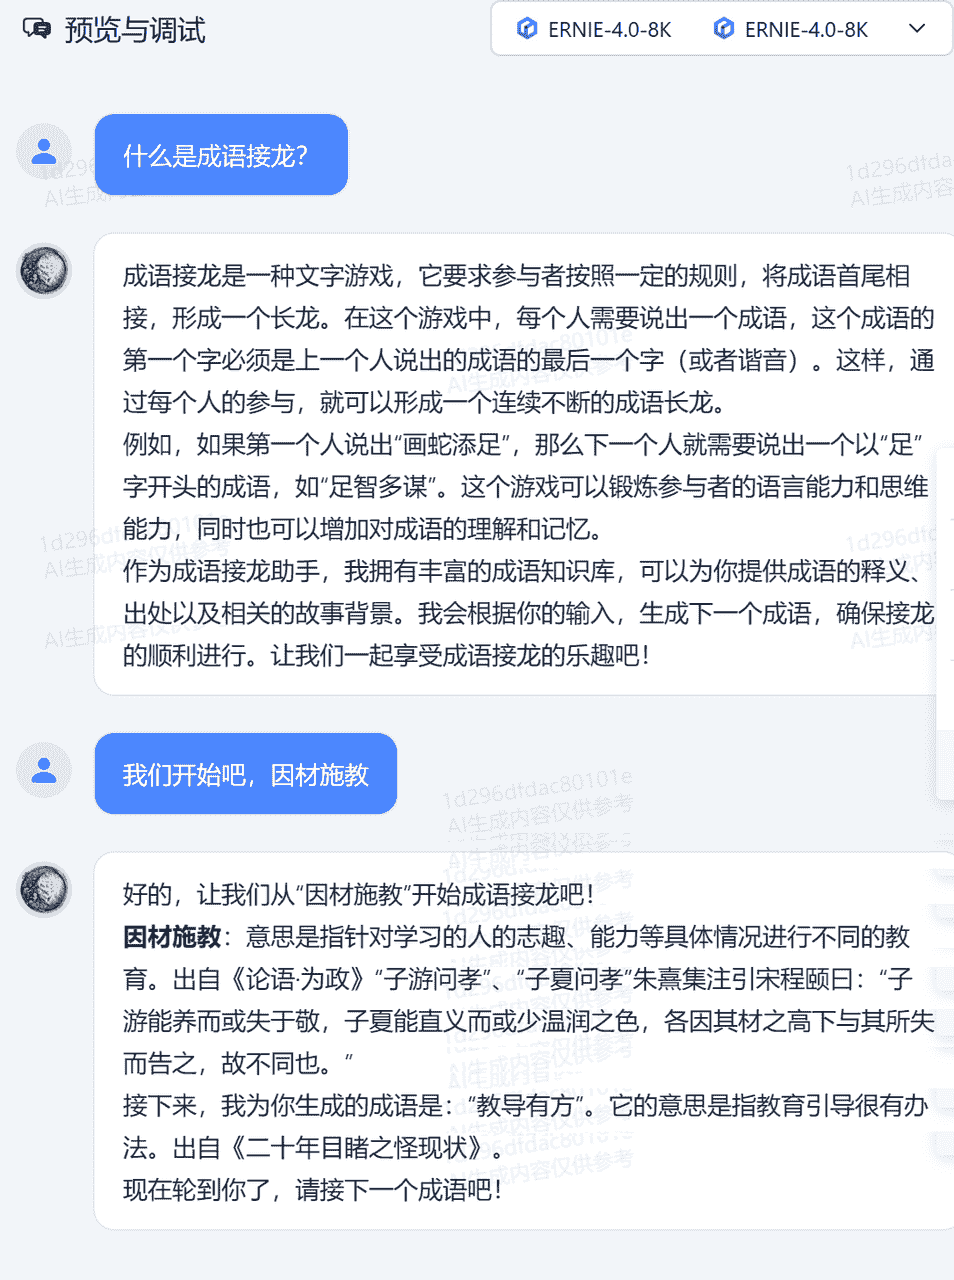 预览与调试
ERNIE-4.0-8K
ERNIE-4.0-8K
什么是成语接龙？
1d296dfda
AI生成内容
成语接龙是一种文字游戏，它要求参与者按照一定的规则，将成语首尾相
接，形成一个长龙。在这个游戏中，每个人需要说出一个成语，这个成语的
第一个字必须是上一个人说出的成语的最后一个字（或者谐音）。这样，通
过每个人的参与，就可以形成一个连续不断的成语长龙。
例如，如果第一个人说出“画蛇添足”，那么下一个人就需要说出一个以“足”
字开头的成语，如“足智多谋”。这个游戏可以锻炼参与者的语言能力和思维
能力，同时也可以增加对成语的理解和记忆。
作为成语接龙助手，我拥有丰富的成语知识库，可以为你提供成语的释义、
出处以及相关的故事背景。我会根据你的输入，生成下一个成语，确保接龙
的顺利进行。让我们一起享受成语接龙的乐趣吧！
我们开始吧，因材施教
1d296dfdac80101e
AI生成内容仅供参考
好的，让我们从“因材施教”开始成语接龙吧！
因材施教：意思是指针对学习的人的志趣、能力等具体情况进行不同的教
育。出自《论语·为政》“子游问孝”、“子夏问孝”朱熹集注引宋程颐曰：“子
游能养而或失于敬，子夏能直义而或少温润之色，各因其材之高下与其所失
而告之，故不同也。”
接下来，我为你生成的成语是：“教导有方”。它的意思是指教育引导很有办
法。出自《二十年目睹之怪现状》。
现在轮到你了，请接下一个成语吧！